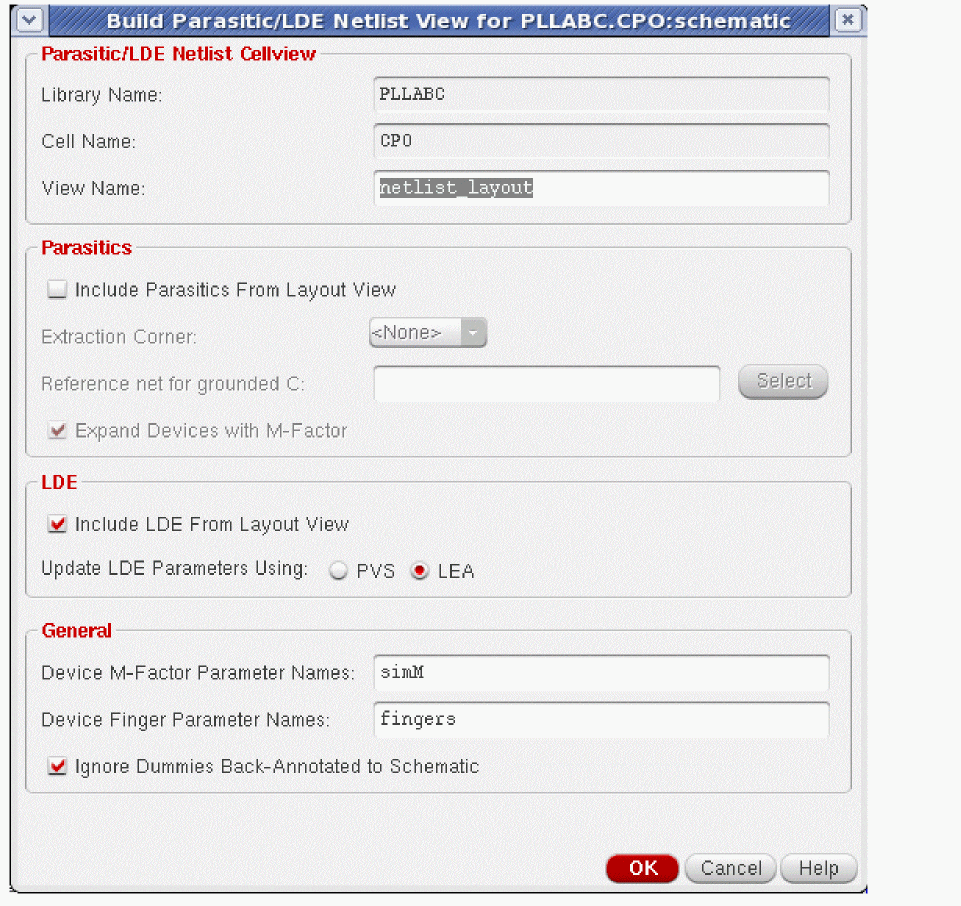 Build Parasitic/LDE Netlist View for PLLABC.CPO:schematic
Parasitic/LDE Netlist Cellview
Library Name: PLLABC
Cell Name: CPO
View Name: netlist_layout
Parasitics
Include Parasitics From Layout View
Extraction Corner: <None>
Reference net for grounded C: Select
Expand Devices with M-Factor
LDE
Include LDE From Layout View
Update LDE Parameters Using: PVS LEA
General
Device M-Factor Parameter Names: simM
Device Finger Parameter Names: fingers
Ignore Dummies Back-Annotated to Schematic
OK Cancel Help